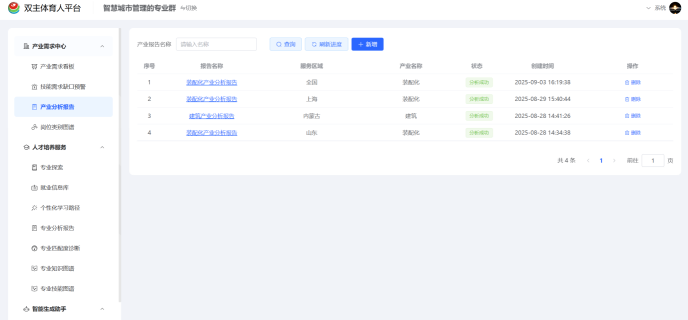 双主体育人平台 智慧城市管理的专业群 切换 系统
产业需求中心
产业需求看板
技能需求缺口预警
产业分析报告
岗位类别图谱
人才培养服务
专业探索
就业信息库
个性化学习路径
专业分析报告
专业匹配度诊断
专业知识图谱
专业技能图谱
智能生成助手
产业报告名称 请输入名称 查询 刷新进度 + 新增
序号 报告名称 服务区域 产业名称 状态 创建时间 操作
1 装配化产业分析报告 全国 装配化 诊断成功 2025-09-03 16:19:38 删除
2 装配化产业分析报告 上海 装配化 诊断成功 2025-08-29 15:40:44 删除
3 建筑产业分析报告 内蒙古 建筑 诊断成功 2025-08-28 14:41:26 删除
4 装配化产业分析报告 山东 装配化 诊断成功 2025-08-28 14:34:38 删除
共 4 条 1 前往 1 页